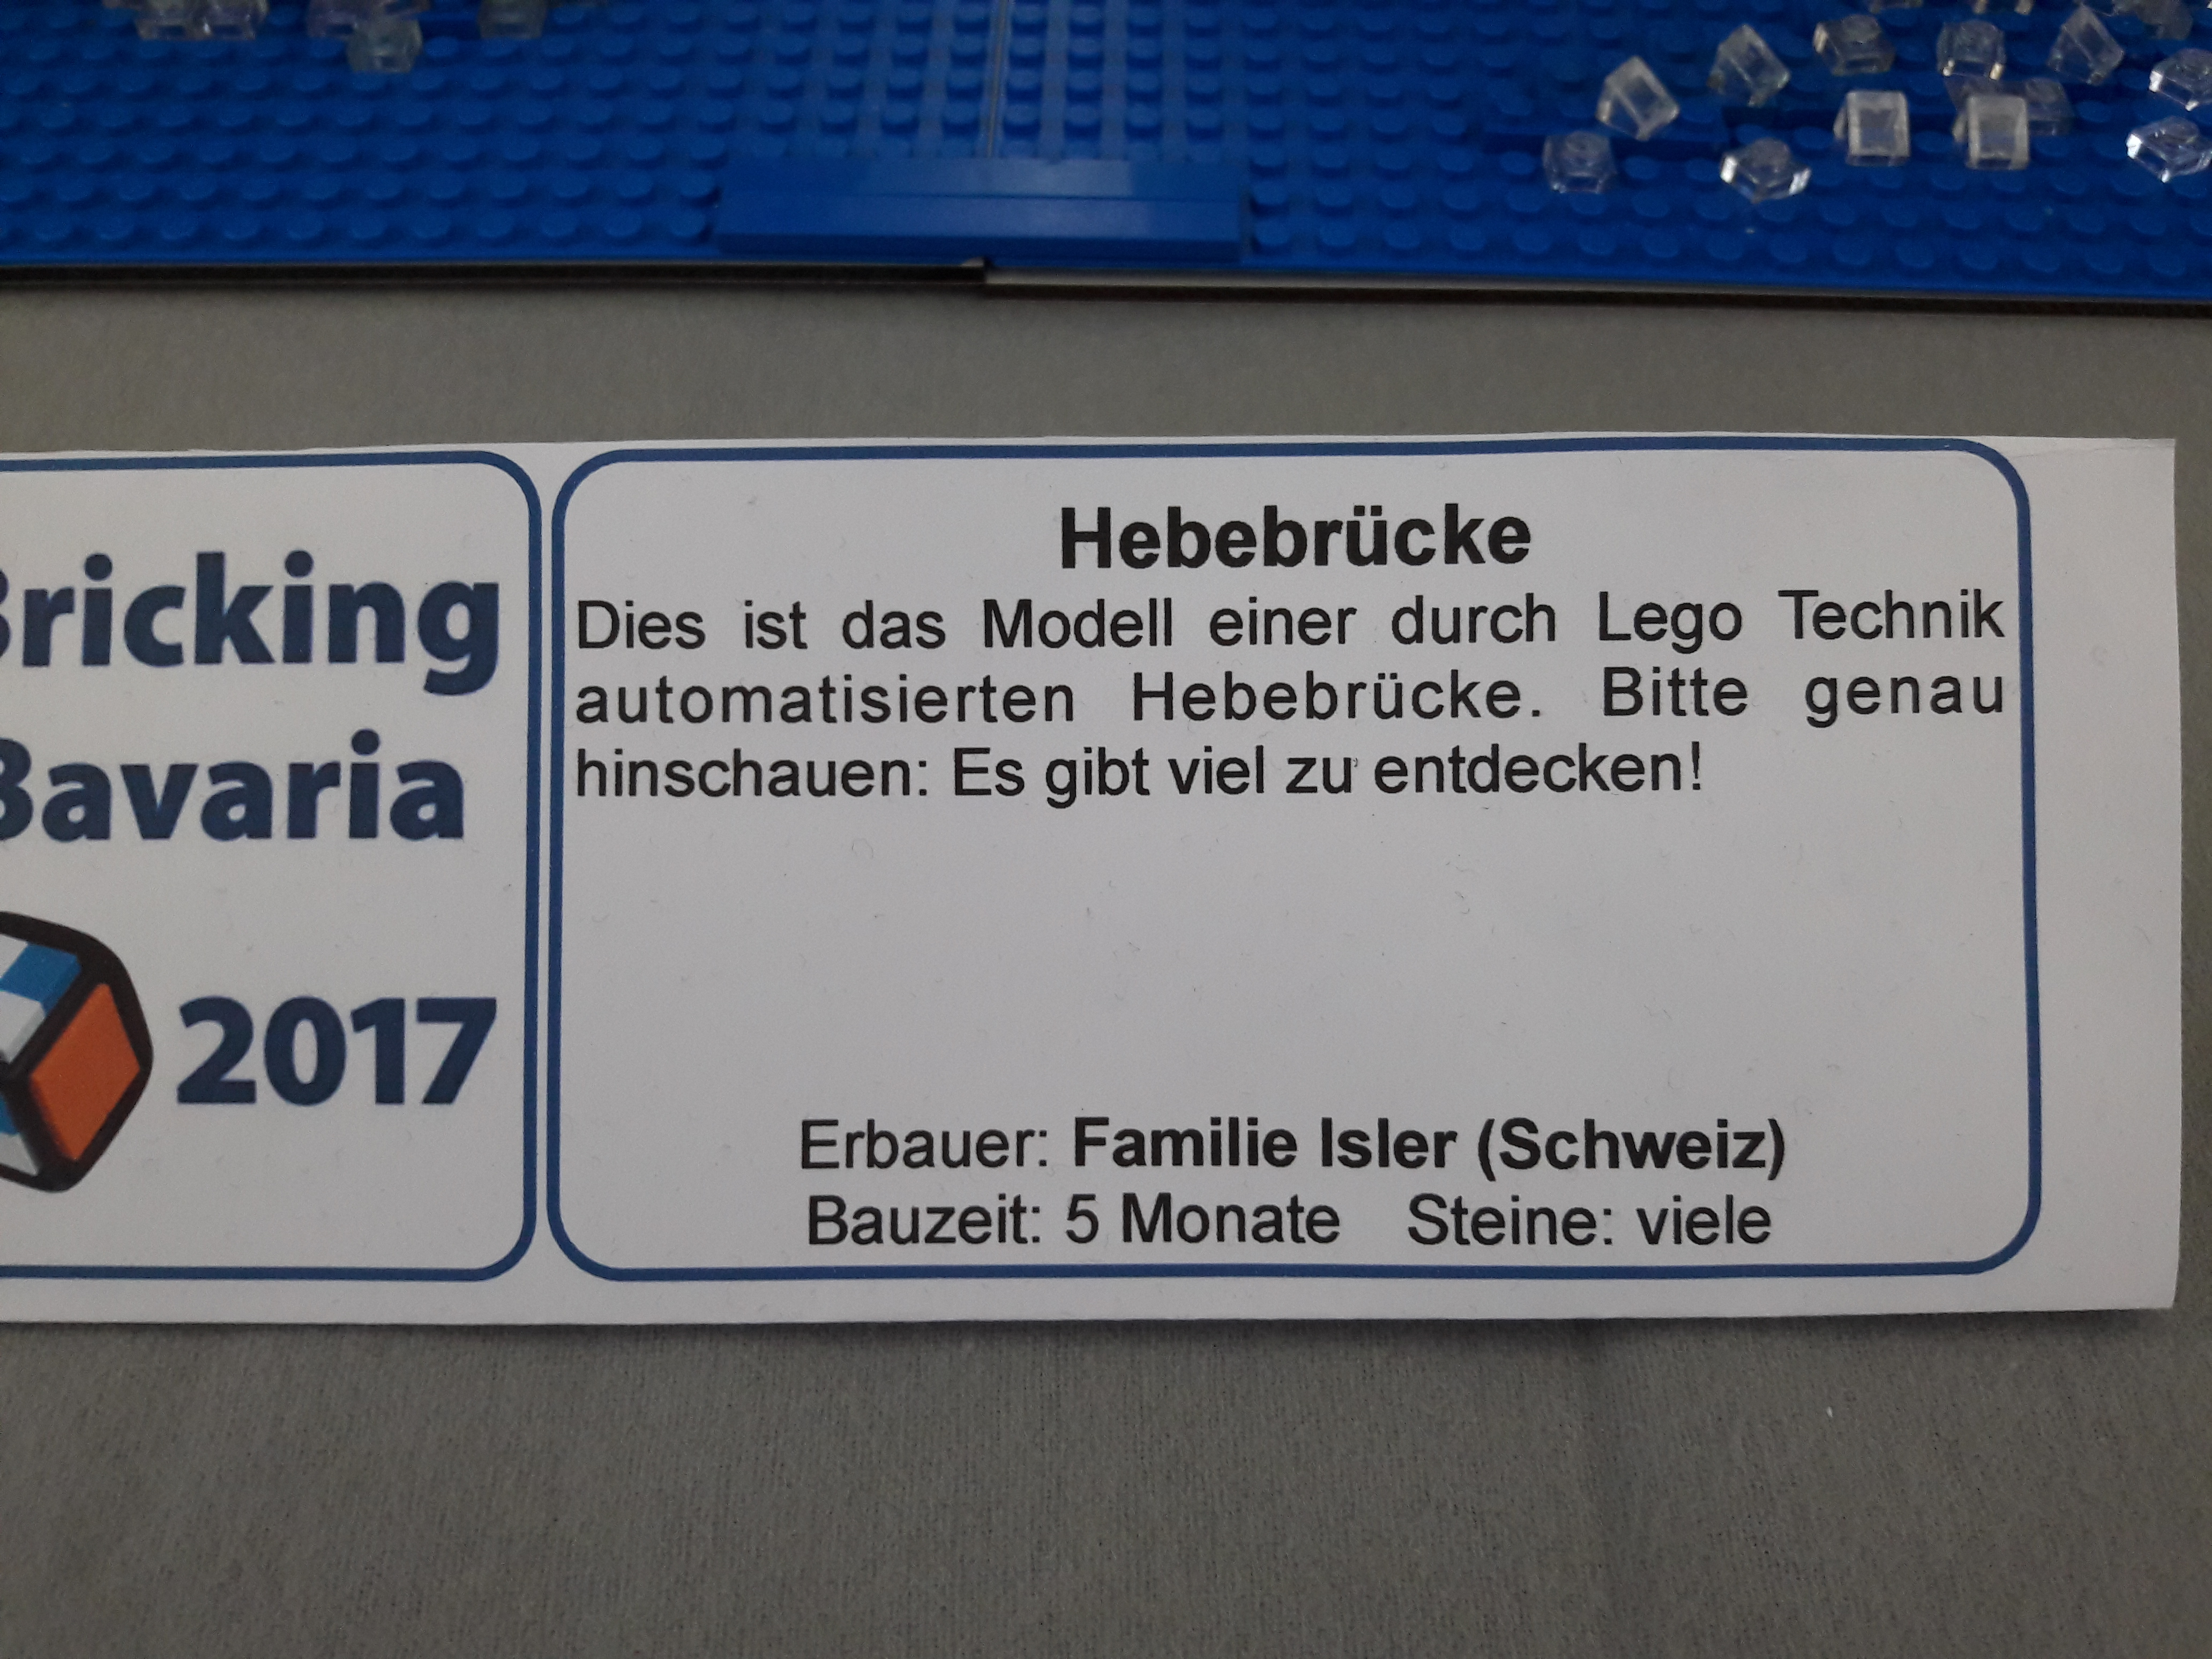 Bricking
Bavaria
2017
Hebebrücke
Dies ist das Modell einer durch Lego Technik
automatisierten Hebebrücke. Bitte genau
hinschauen: Es gibt viel zu entdecken!
Erbauer: Familie Isler (Schweiz)
Bauzeit: 5 Monate Steine: viele